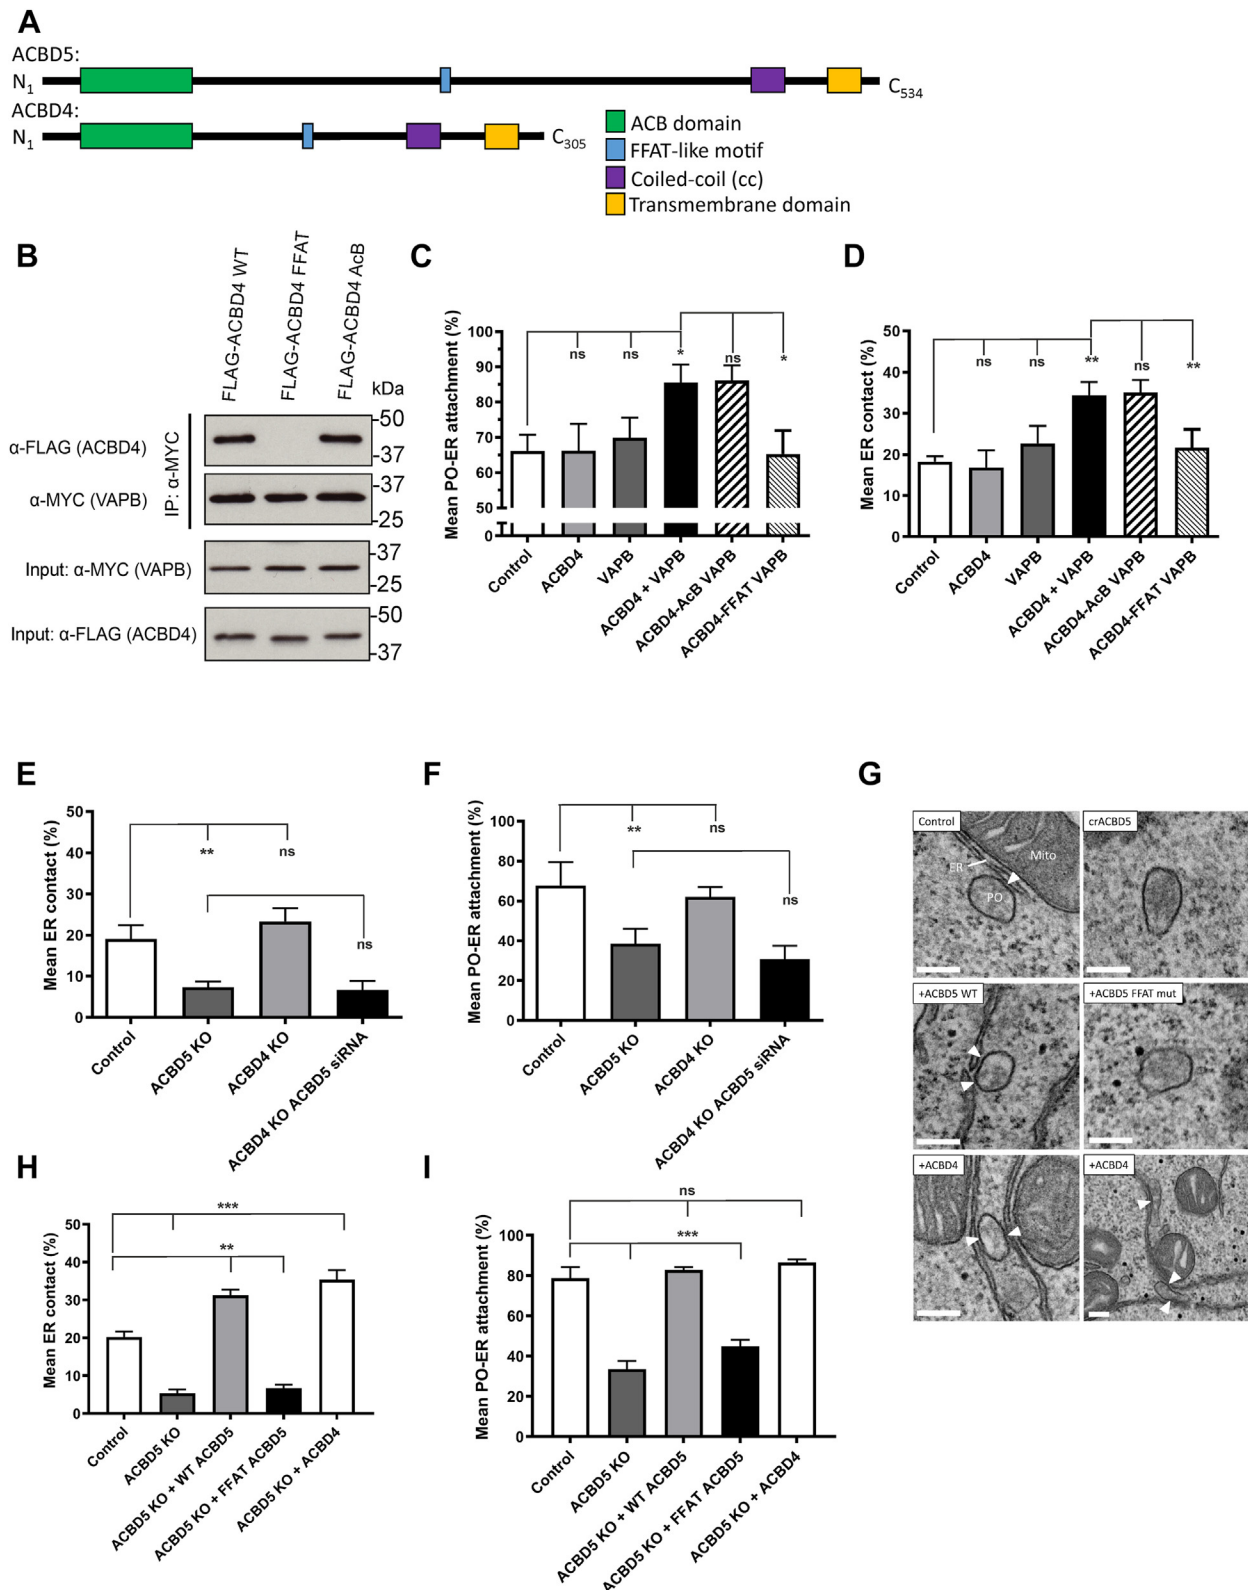 A
ACBD5:
N1
C534
ACBD4:
N1
C305
ACB domain
FFAT-like motif
Coiled-coil (cc)
Transmembrane domain
B
FLAG-ACBD4 WT
FLAG-ACBD4 FFAT
FLAG-ACBD4 AcB
kDa
α-FLAG (ACBD4)
α-MYC (VAPB)
IP: α-MYC
Input: α-MYC (VAPB)
Input: α-FLAG (ACBD4)
-50
-37
-37
-25
-37
-25
-50
-37
C
Mean PO-ER attachment (%)
100
90
80
70
60
50
0
ns
ns
*
ns
*
Control
ACBD4
VAPB
ACBD4 + VAPB
ACBD4-AcB VAPB
ACBD4-FFAT VAPB
D
Mean ER contact (%)
50
40
30
20
10
0
ns
ns
**
ns
**
Control
ACBD4
VAPB
ACBD4 + VAPB
ACBD4-AcB VAPB
ACBD4-FFAT VAPB
E
Mean ER contact (%)
50
40
30
20
10
0
**
ns
ns
Control
ACBD5 KO
ACBD4 KO
ACBD4 KO ACBD5 siRNA
F
Mean PO-ER attachment (%)
100
80
60
40
20
0
**
ns
ns
Control
ACBD5 KO
ACBD4 KO
ACBD4 KO ACBD5 siRNA
G
Control
ER
Mito
PO
crACBD5
+ACBD5 WT
+ACBD5 FFAT mut
+ACBD4
+ACBD4
H
Mean ER contact (%)
50
40
30
20
10
0
***
**
Control
ACBD5 KO
ACBD5 KO + WT ACBD5
ACBD5 KO + FFAT ACBD5
ACBD5 KO + ACBD4
I
Mean PO-ER attachment (%)
100
80
60
40
20
0
ns
***
Control
ACBD5 KO
ACBD5 KO + WT ACBD5
ACBD5 KO + FFAT ACBD5
ACBD5 KO + ACBD4